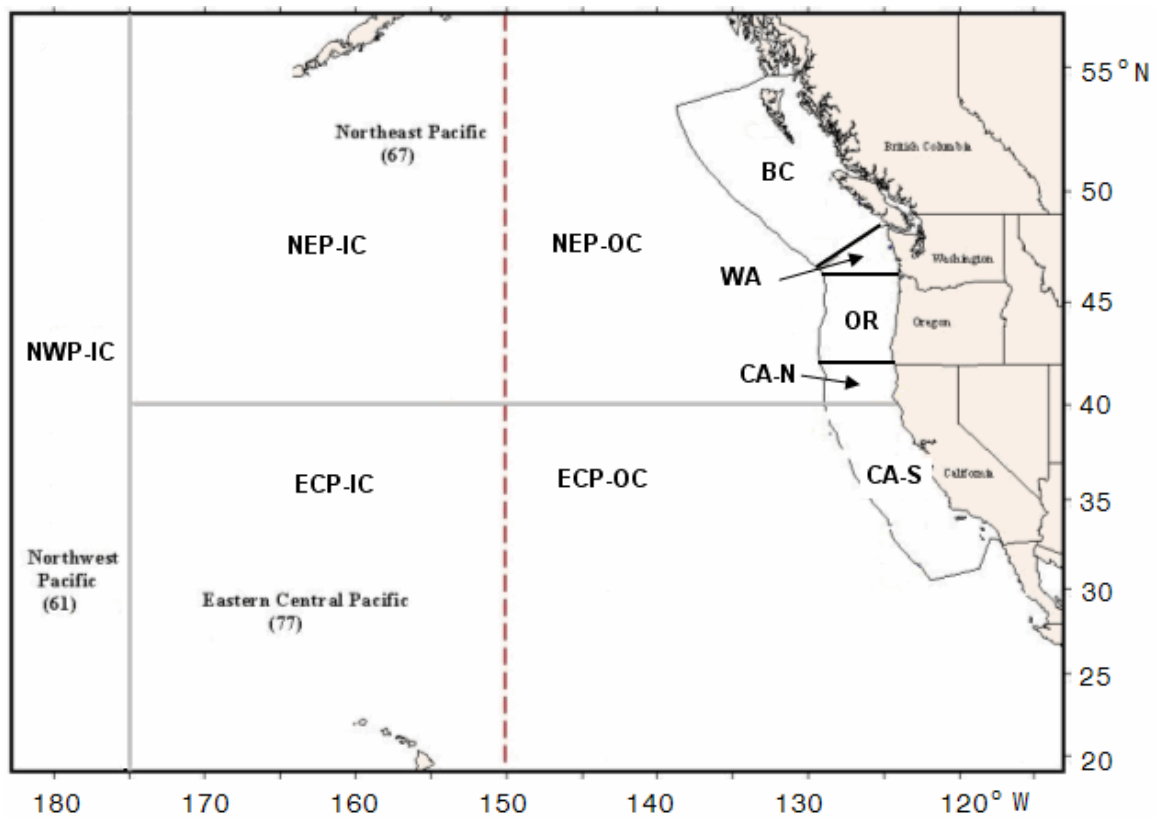 55°N
Northeast Pacific
(67)
British Columbia
BC
50
NEP-IC
NEP-OC
Washington
WA
45
OR
Oregon
NWP-IC
CA-N
40
ECP-IC
ECP-OC
CA-S
California
35
Northwest
Pacific
(61)
Eastern Central Pacific
(77)
30
25
20
180
170
160
150
140
130
120° W